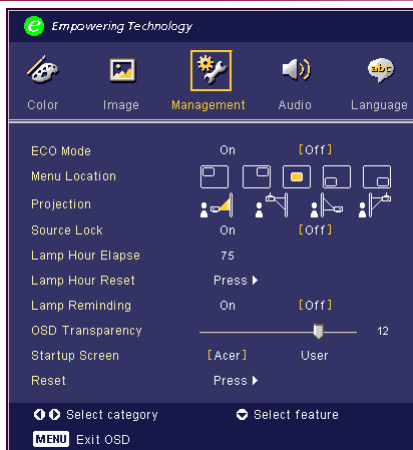 e Empowering Technology
abc
Color Image Management Audio Language
ECO Mode On [Off]
Menu Location
Projection
Source Lock On [Off]
Lamp Hour Elapse 75
Lamp Hour Reset Press
Lamp Reminding On [Off]
OSD Transparency 12
Startup Screen [Acer] User
Reset Press
Select category Select feature
MENU Exit OSD